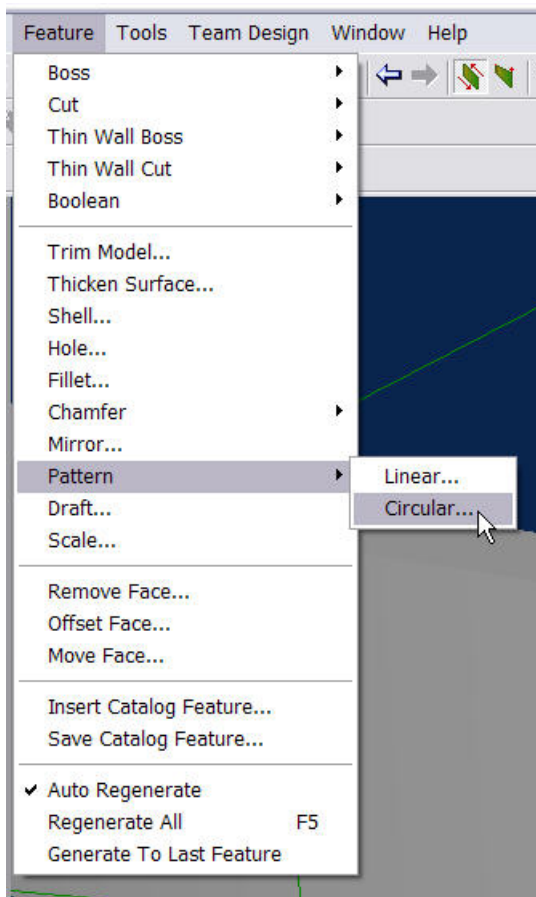 Feature Tools Team Design Window Help
Boss
Cut
Thin Wall Boss
Thin Wall Cut
Boolean
Trim Model...
Thicken Surface...
Shell...
Hole...
Fillet...
Chamfer
Mirror...
Pattern
Linear...
Draft...
Circular...
Scale...
Remove Face...
Offset Face...
Move Face...
Insert Catalog Feature...
Save Catalog Feature...
Auto Regenerate
Regenerate All F5
Generate To Last Feature